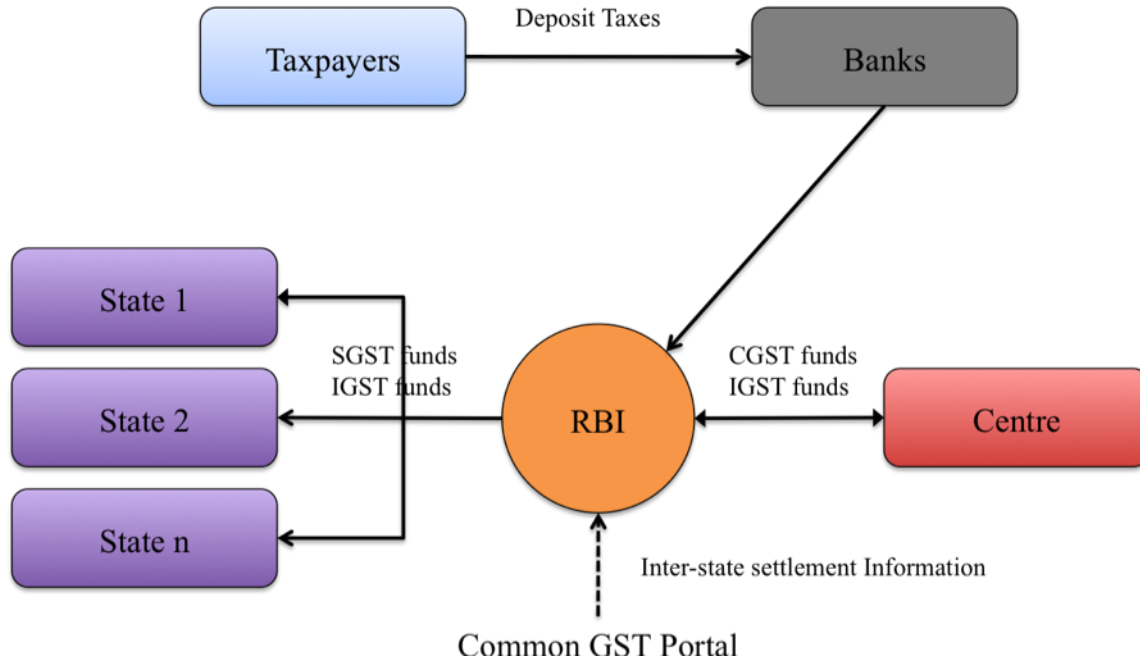 Deposit Taxes
Taxpayers
Banks
State 1
SGST funds
IGST funds
CGST funds
IGST funds
State 2
RBI
Centre
State n
Inter-state settlement Information
Common GST Portal